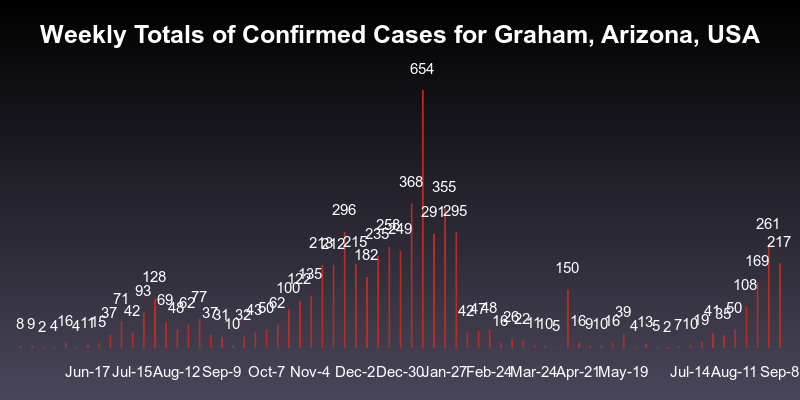 Weekly Totals of Confirmed Cases for Graham, Arizona, USA
8 9 2 4 16 4 11 15 37 71 42 93 128 69 48 62 77 37 31 10 32 43 50 62 100 122 135 213 212 296 215 182 235 258 249 368 654 291 355 295 42 47 48 16 26 22 11 10 5 150 16 9 10 16 39 4 13 5 2 7 10 19 41 35 50 108 169 261 217
Jun-17 Jul-15 Aug-12 Sep-9 Oct-7 Nov-4 Dec-2 Dec-30 Jan-27 Feb-24 Mar-24 Apr-21 May-19 Jul-14 Aug-11 Sep-8